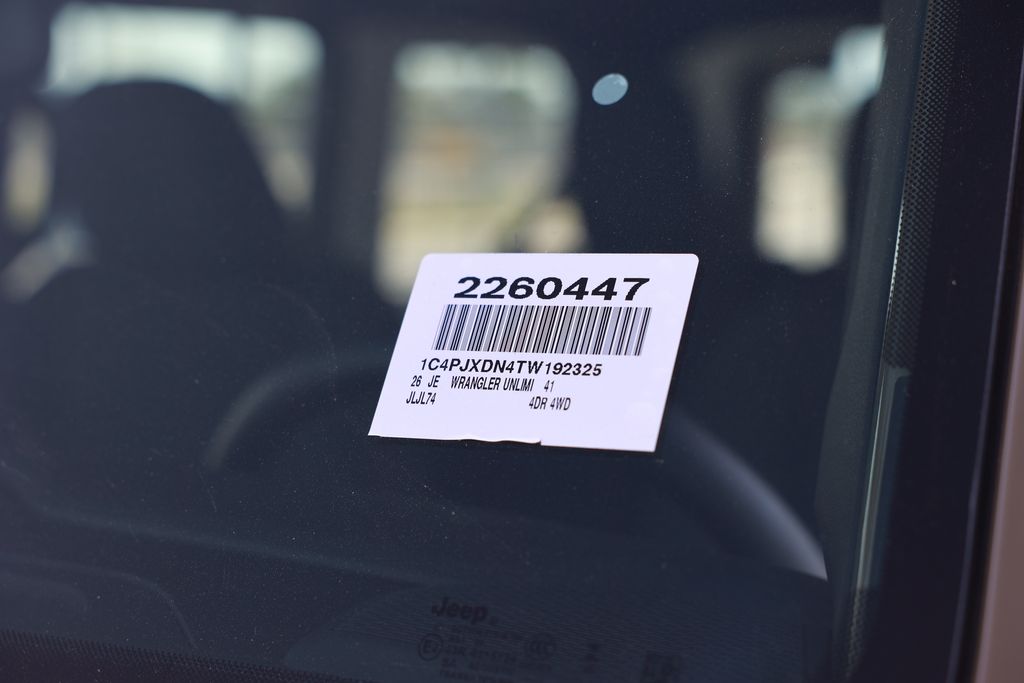 2260447
1C4PJXDN4TW192325
26 JE WRANGLER UNLIMI 41
JLJL74 4DR 4WD
Jeep